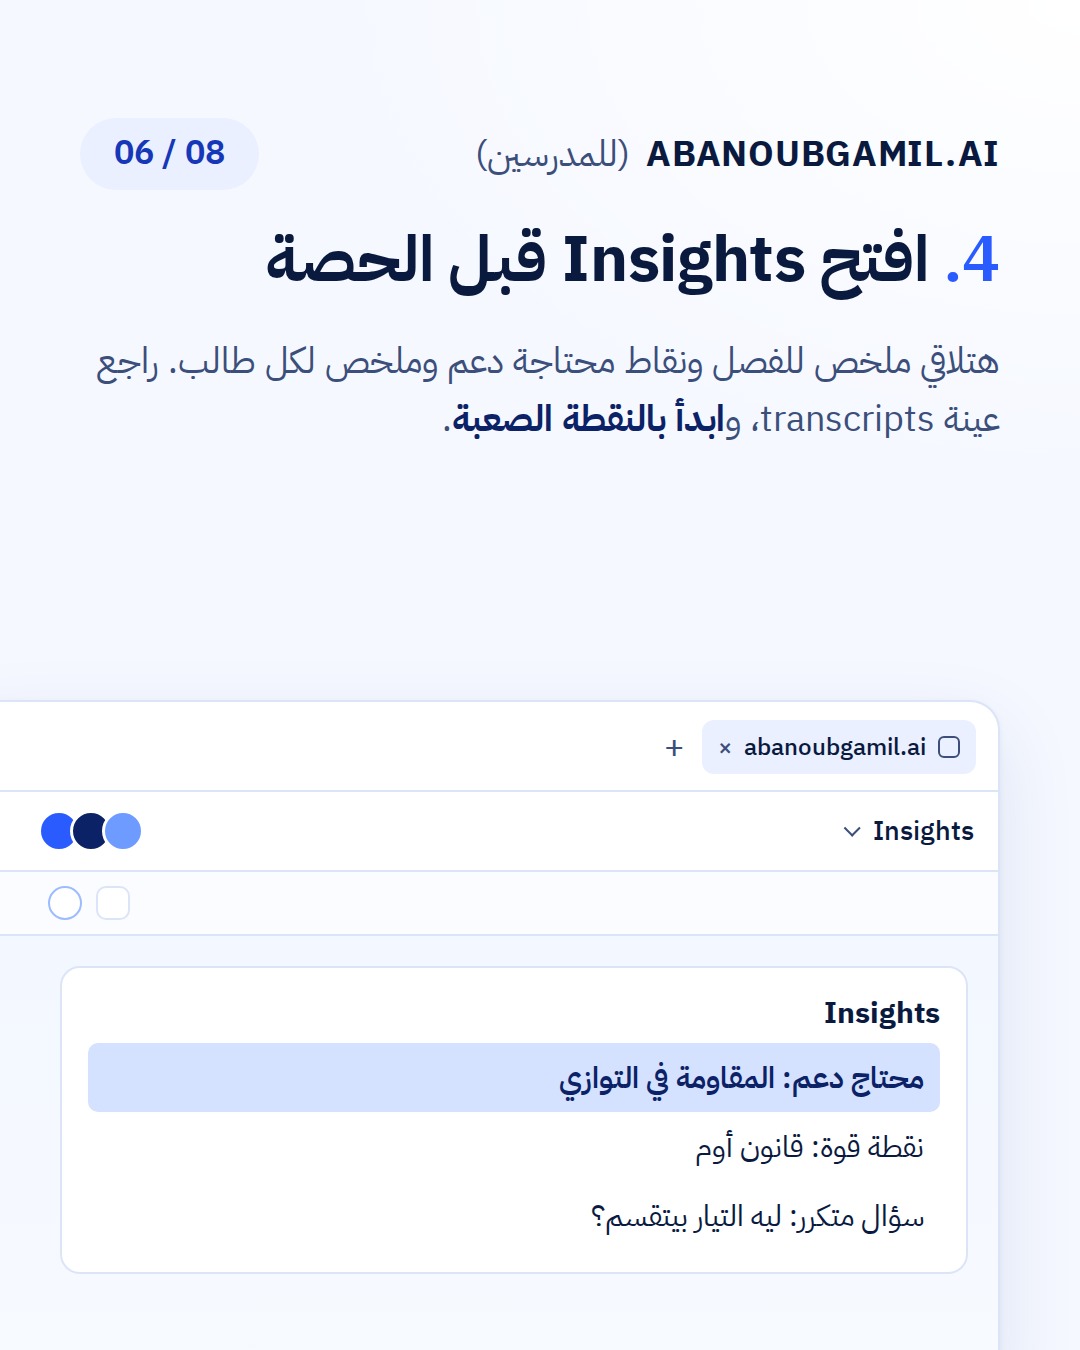 ABANOUBGAMIL.AI (للمدرسين)
06 / 08
4. افتح Insights قبل الحصة
هتلاقي ملخص للفصل ونقاط محتاجة دعم وملخص لكل طالب. راجع
عينة transcripts، وابدأ بالنقطة الصعبة.
abanoubgamil.ai × +
Insights
Insights
محتاج دعم: المقاومة في التوازي
نقطة قوة: قانون أوم
سؤال متكرر: ليه التيار بيتقسم؟